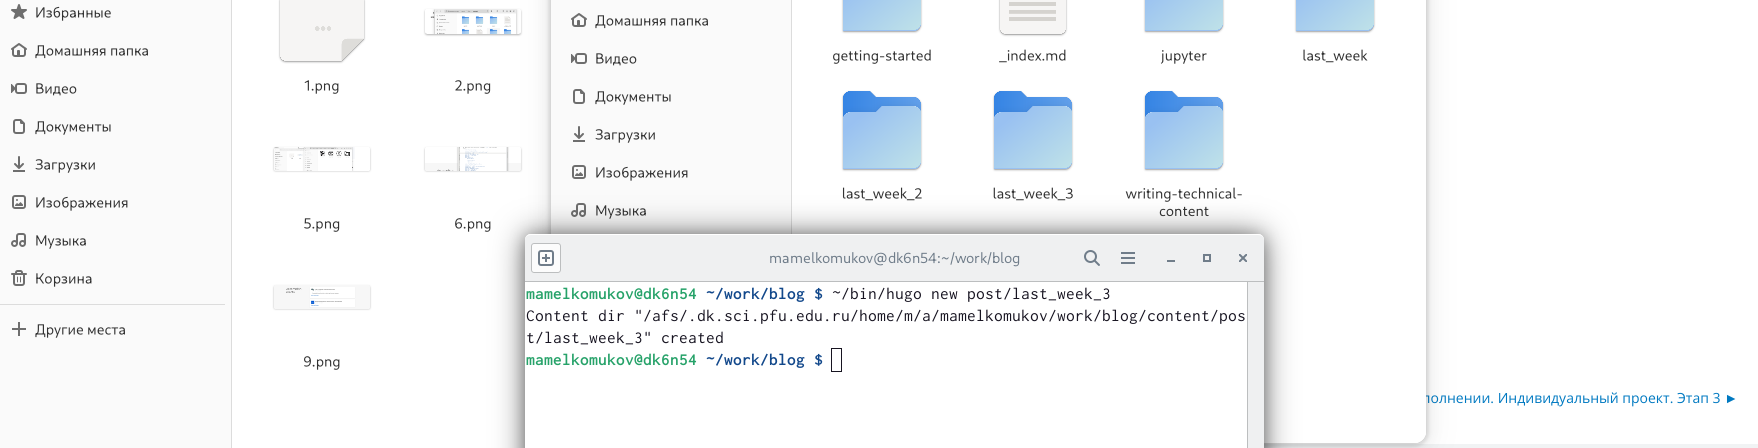 Избранные
Домашняя папка
Видео
Документы
Загрузки
Изображения
Музыка
Корзина
Другие места
1.png
2.png
5.png
6.png
9.png
Домашняя папка
Видео
Документы
Загрузки
Изображения
Музыка
getting-started
_index.md
jupyter
last_week
last_week_2
last_week_3
writing-technical-
content
mamelkomukov@dk6n54:~/work/blog
mamelkomukov@dk6n54 ~/work/blog $ ~/bin/hugo new post/last_week_3
Content dir "/afs/.dk.sci.pfu.edu.ru/home/m/a/mamelkomukov/work/blog/content/pos
t/last_week_3" created
mamelkomukov@dk6n54 ~/work/blog $
полнении. Индивидуальный проект. Этап 3 ►